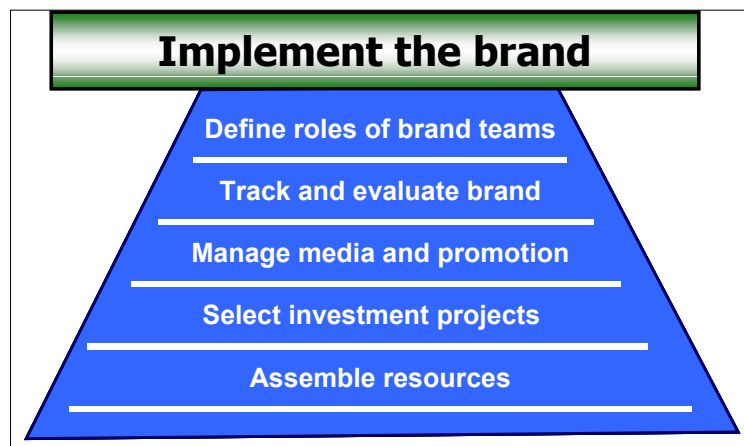 Implement the brand
Define roles of brand teams
Track and evaluate brand
Manage media and promotion
Select investment projects
Assemble resources